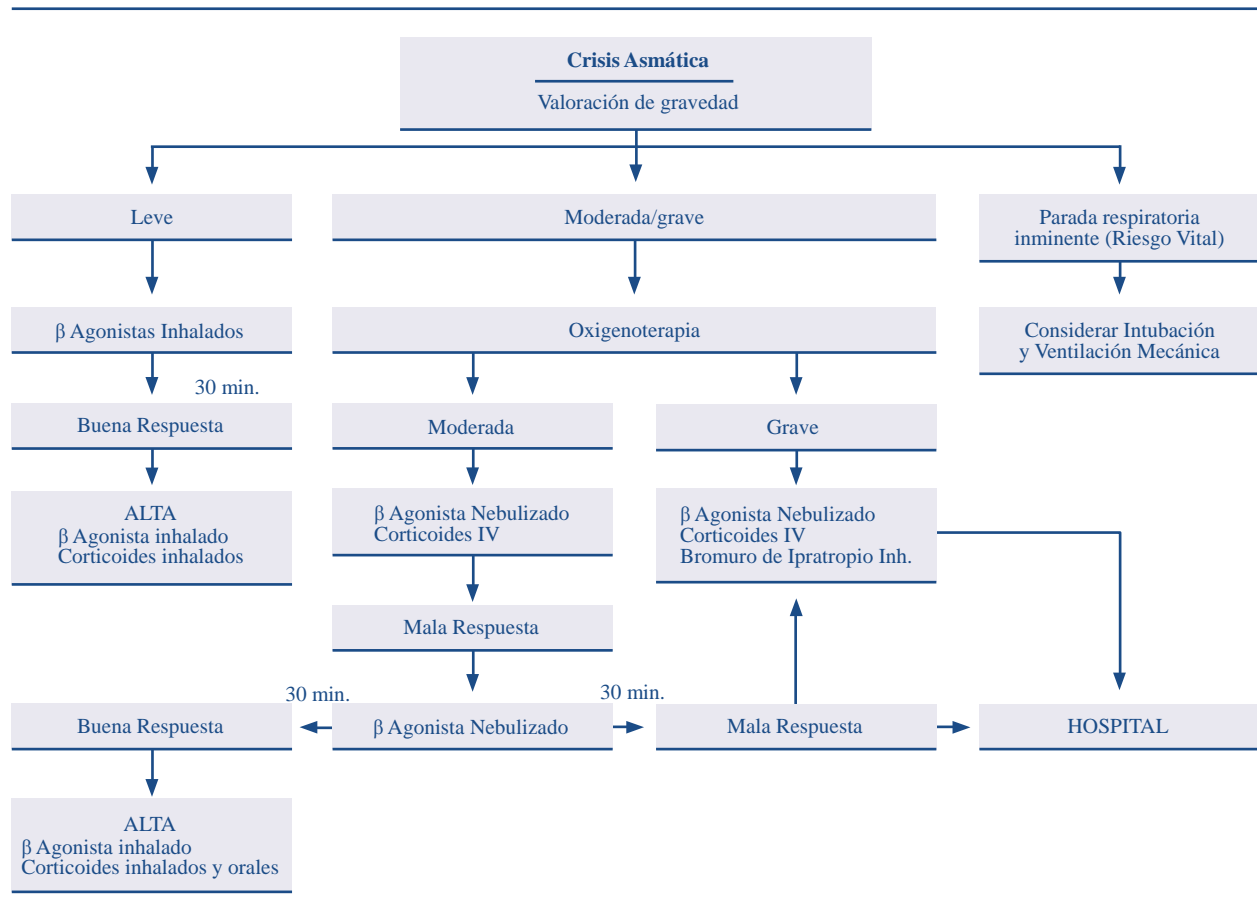 Crisis Asmática
Valoración de gravedad
Leve
Moderada/grave
Parada respiratoria
inminente (Riesgo Vital)
β Agonistas Inhalados
Oxigenoterapia
Considerar Intubación
y Ventilación Mecánica
30 min.
Buena Respuesta
Moderada
Grave
ALTA
β Agonista inhalado
Corticoides inhalados
β Agonista Nebulizado
Corticoides IV
β Agonista Nebulizado
Corticoides IV
Bromuro de Ipratropio Inh.
Mala Respuesta
30 min.
30 min.
Buena Respuesta
β Agonista Nebulizado
Mala Respuesta
HOSPITAL
ALTA
β Agonista inhalado
Corticoides inhalados y orales